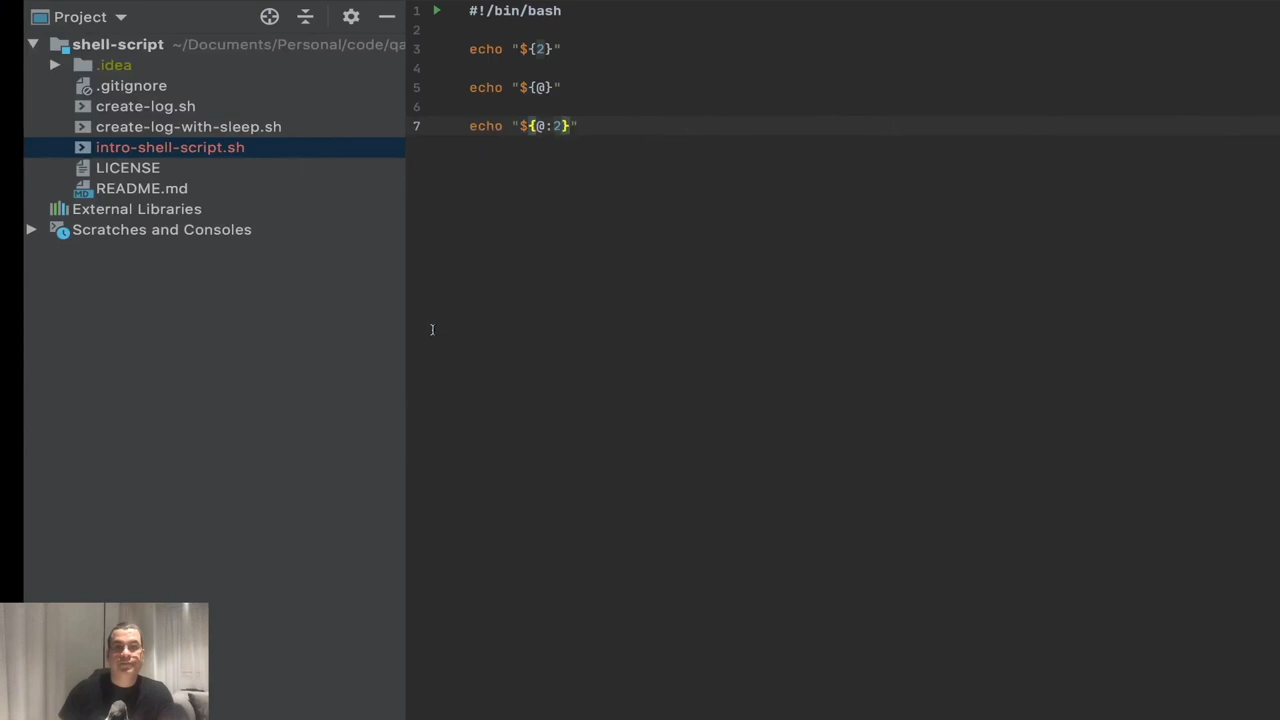 Project
shell-script ~/Documents/Personal/code/qa
.idea
.gitignore
create-log.sh
create-log-with-sleep.sh
intro-shell-script.sh
LICENSE
MD README.md
External Libraries
Scratches and Consoles
1 #!/bin/bash
2
3 echo "${2}"
4
5 echo "${@}"
6
7 echo "${@:2}"